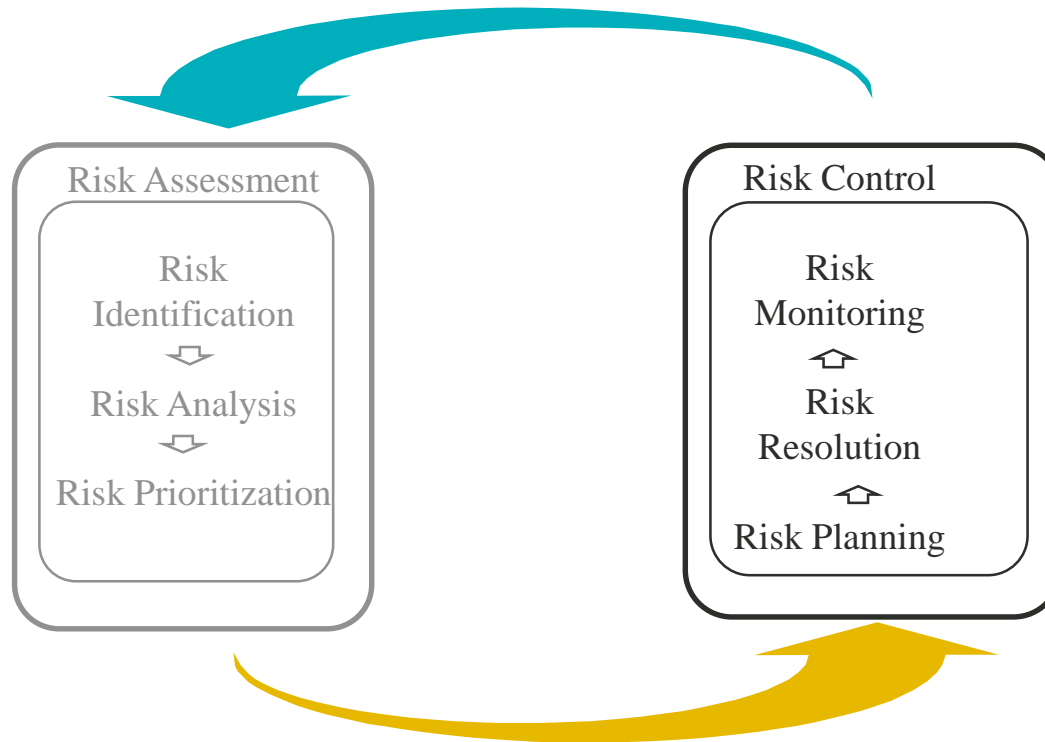 Risk Assessment
Risk
Identification
Risk Analysis
Risk Prioritization
Risk Control
Risk
Monitoring
Risk
Resolution
Risk Planning